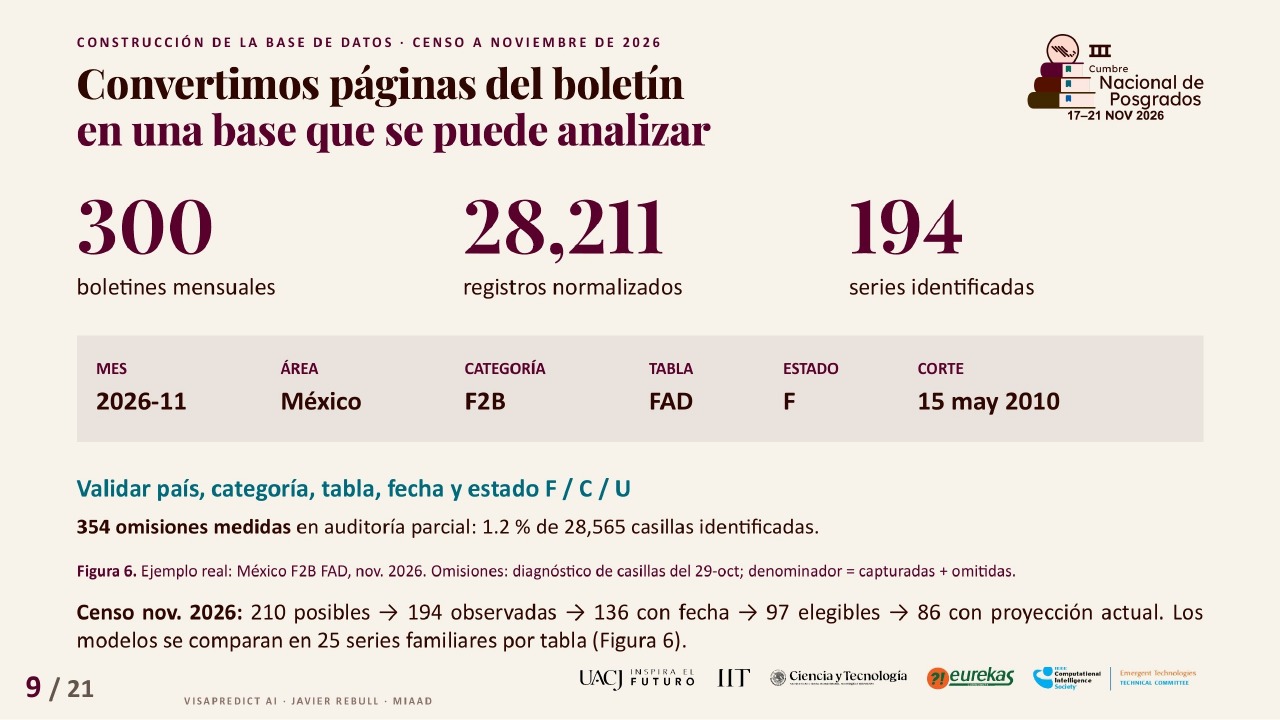 CONSTRUCCIÓN DE LA BASE DE DATOS · CENSO A NOVIEMBRE DE 2026
Convertimos páginas del boletín
en una base que se puede analizar
III
Cumbre
Nacional de
Posgrados
17–21 NOV 2026
300
boletines mensuales
28,211
registros normalizados
194
series identificadas
MES
2026-11
ÁREA
México
CATEGORÍA
F2B
TABLA
FAD
ESTADO
F
CORTE
15 may 2010
Validar país, categoría, tabla, fecha y estado F / C / U
354 omisiones medidas en auditoría parcial: 1.2 % de 28,565 casillas identificadas.
Figura 6. Ejemplo real: México F2B FAD, nov. 2026. Omisiones: diagnóstico de casillas del 29-oct; denominador = capturadas + omitidas.
Censo nov. 2026: 210 posibles → 194 observadas → 136 con fecha → 97 elegibles → 86 con proyección actual. Los
modelos se comparan en 25 series familiares por tabla (Figura 6).
9 / 21
VISAPREDICT AI · JAVIER REBULL · MIAAD
UACJ INSPIRA EL
FUTURO
IIT
Ciencia y Tecnología
?! eurekas
IEEE
Computational
Intelligence
Society
Emergent Technologies
TECHNICAL COMMITTEE